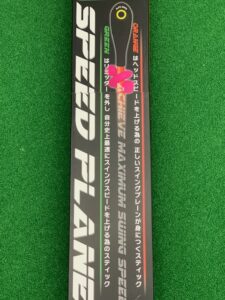 SPEED PLANE
ACHIEVE MAXIMUM SWING SPEED
ORANGE はヘッドスピードを上げる為の 正しいスイングプレーンが身につくスティック
GREEN はリミッターを外し 自分史上最速にスイングスピードを上げる為のスティック